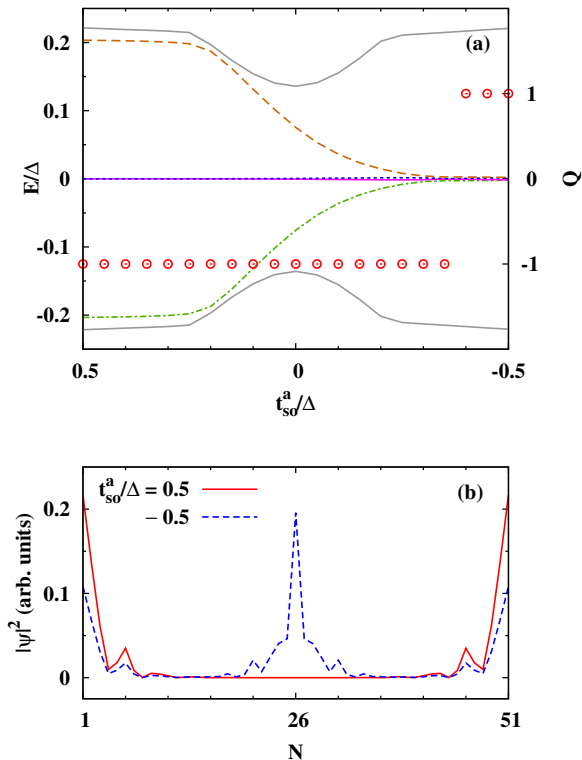 (a)
0.2
0.1
0
-0.1
-0.2
E/Δ
1
0
-1
Q
0.5
0
-0.5
t^a_so/Δ
t^a_so/Δ = 0.5
− 0.5
(b)
0.2
0.1
0
|ψ|² (arb. units)
1
26
51
N